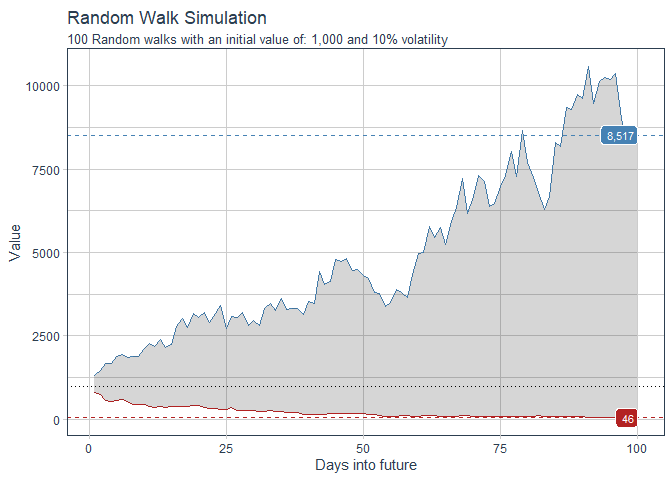 Random Walk Simulation
100 Random walks with an initial value of: 1,000 and 10% volatility
10000
8,517
7500
Value
5000
2500
46
0
0 25 50 75 100
Days into future